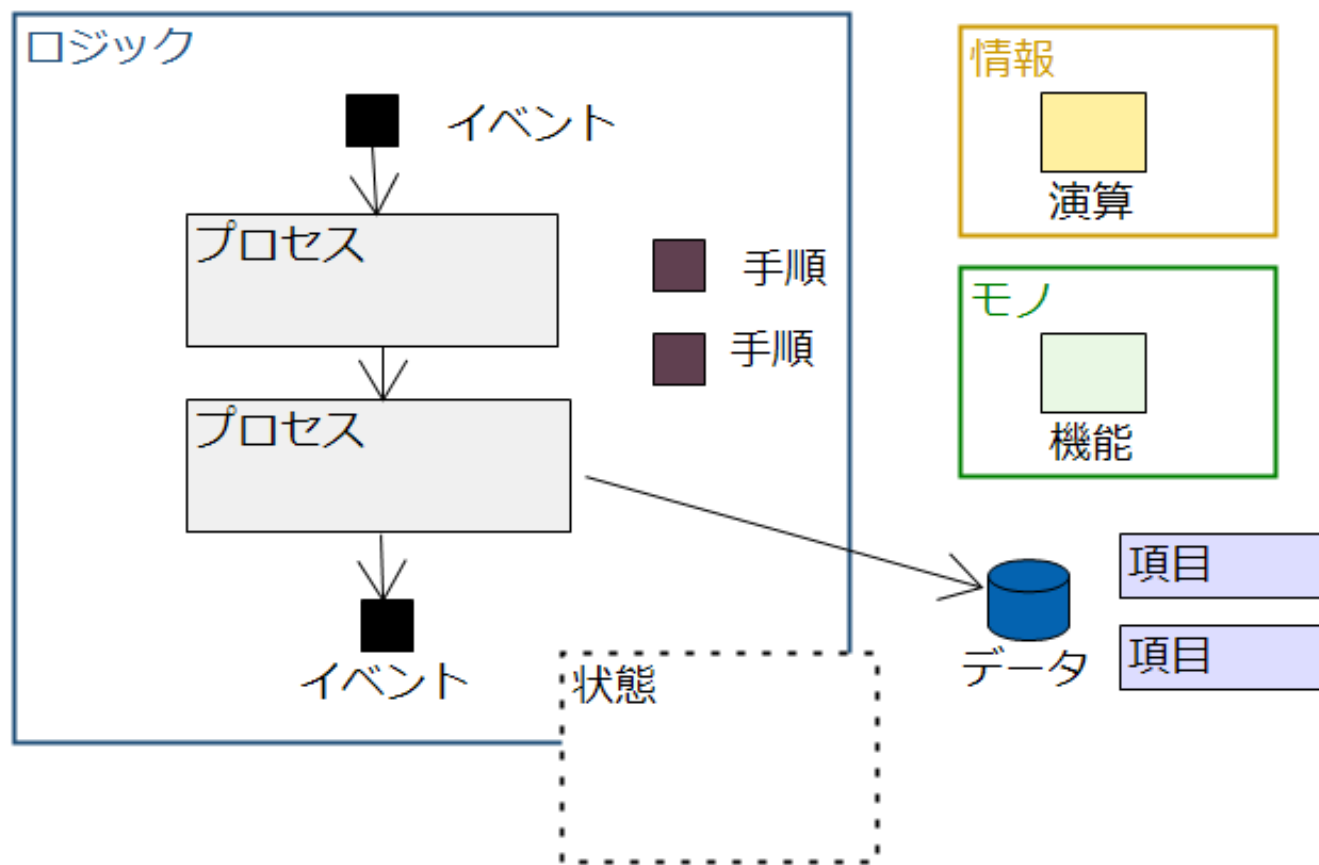 ロジック
イベント
プロセス
手順
手順
プロセス
イベント
状態
情報
演算
モノ
機能
データ
項目
項目